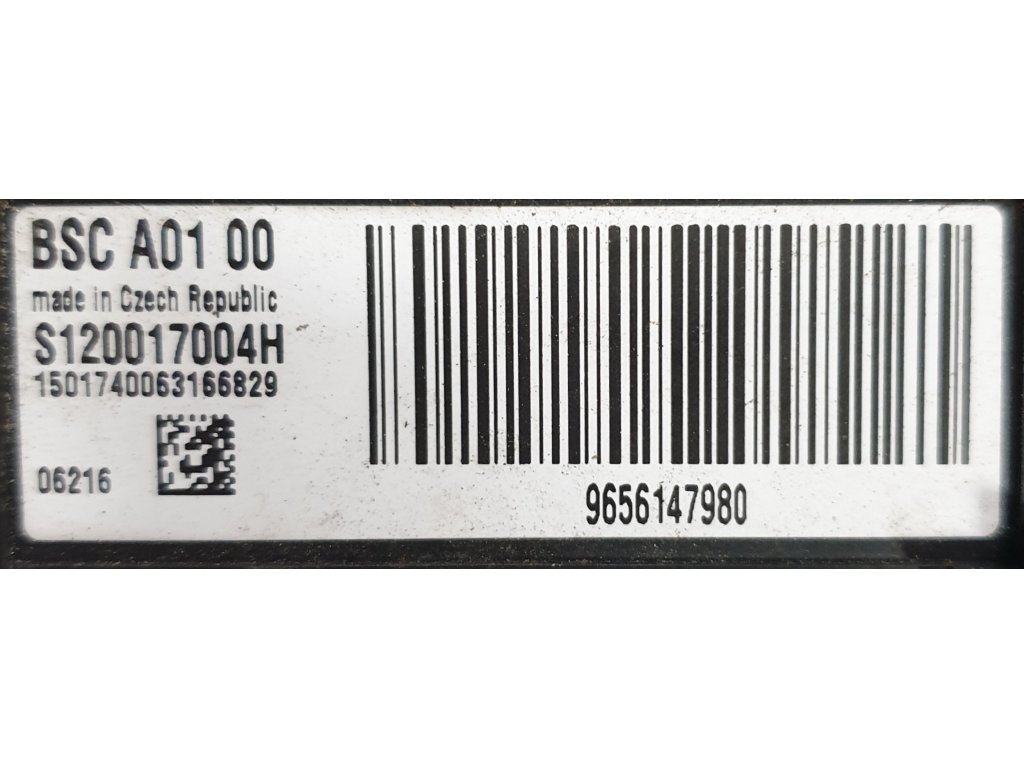 BSC A01 00
made in Czech Republic
S120017004H
1501740063166829
06216
9656147980